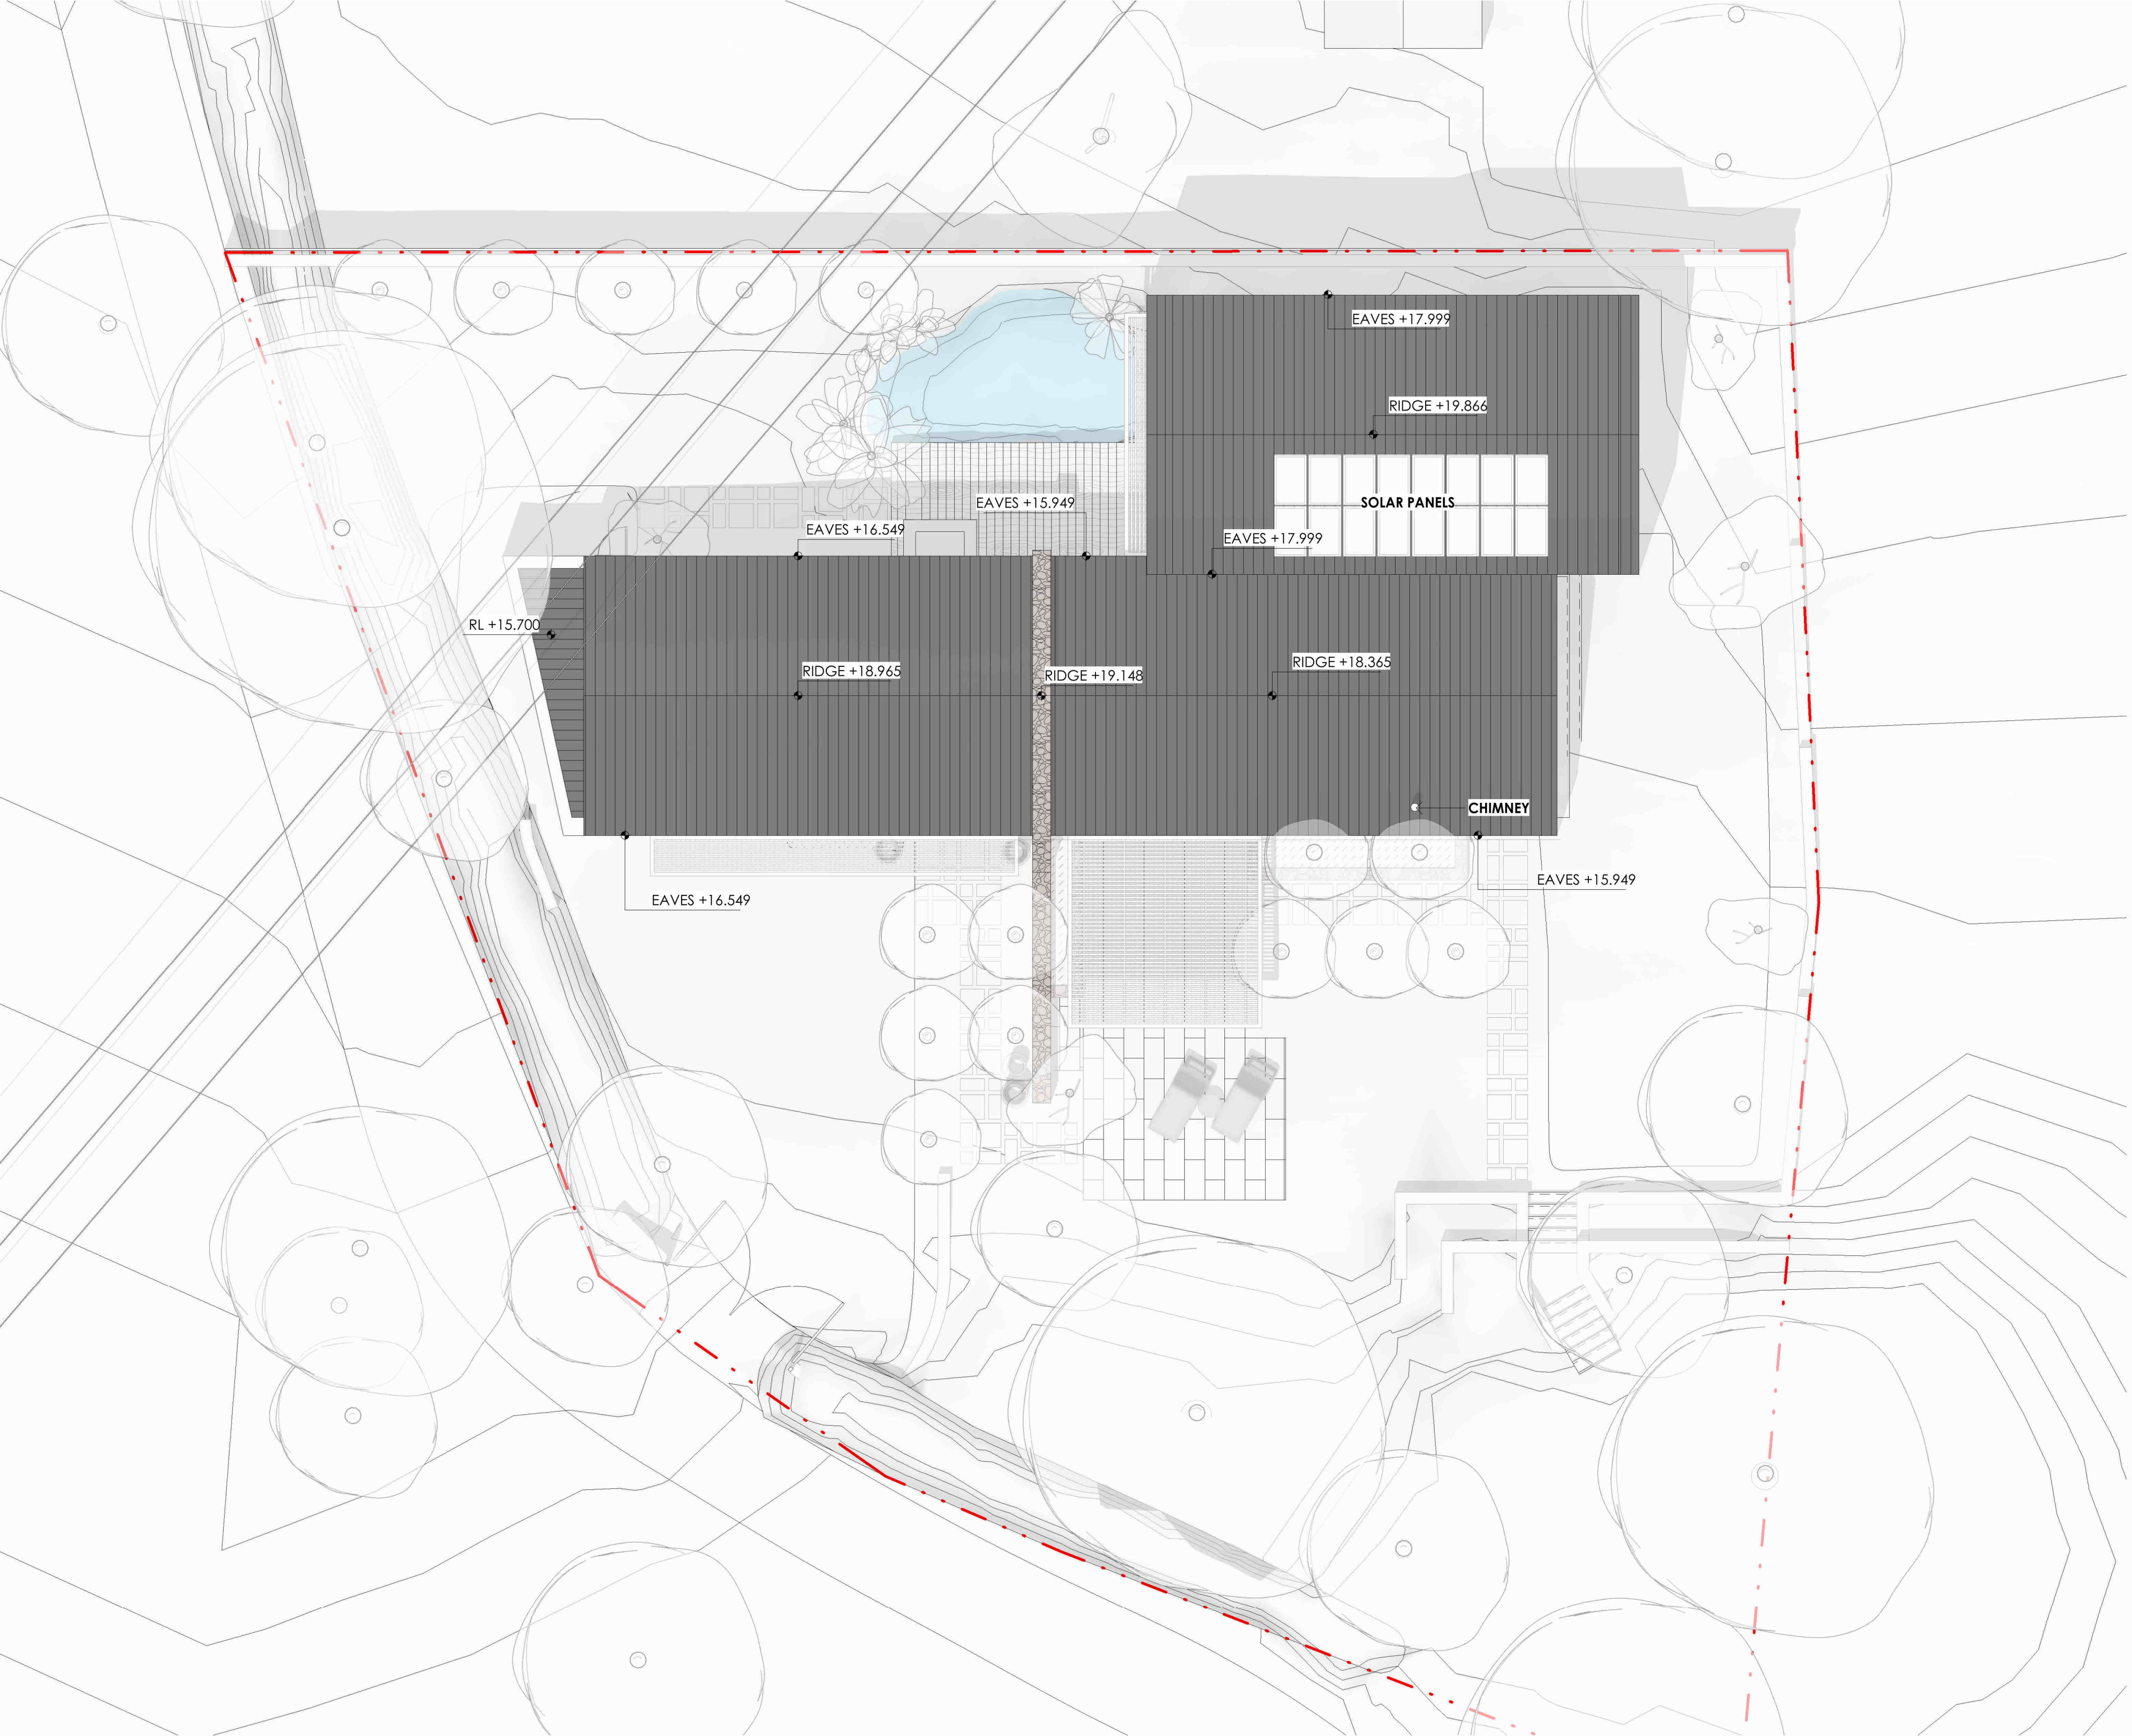 EAVES +17.999
RIDGE +19.866
SOLAR PANELS
EAVES +15.949
EAVES +16.549
EAVES +17.999
RL +15.700
RIDGE +18.965
RIDGE +19.148
RIDGE +18.365
CHIMNEY
EAVES +16.549
EAVES +15.949